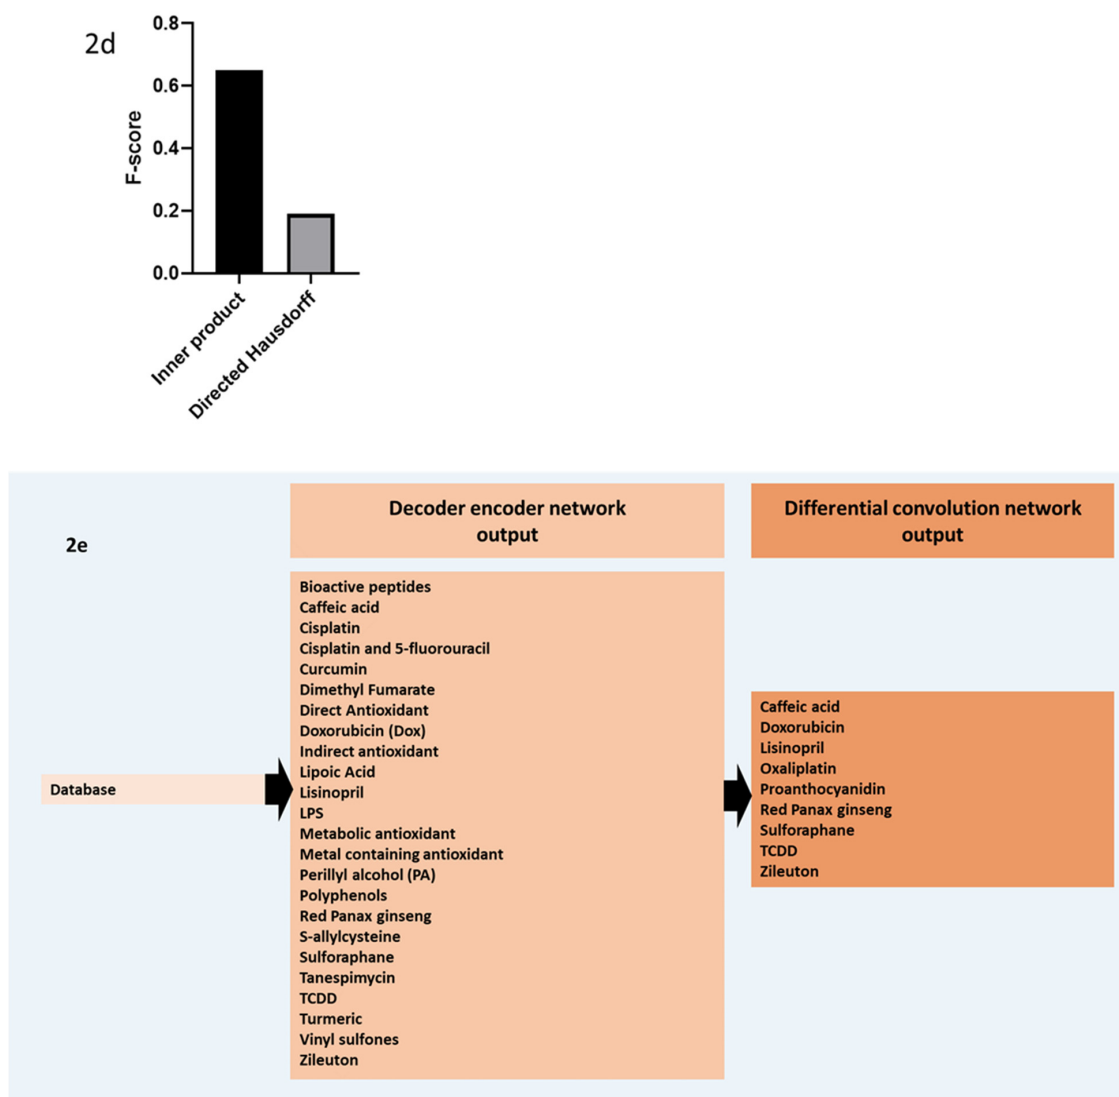 2d
0.8
0.6
0.4
0.2
0.0
F-score
Inner product
Directed Hausdorff
2e
Decoder encoder network
output
Differential convolution network
output
Database
Bioactive peptides
Caffeic acid
Cisplatin
Cisplatin and 5-fluorouracil
Curcumin
Dimethyl Fumarate
Direct Antioxidant
Doxorubicin (Dox)
Indirect antioxidant
Lipoic Acid
Lisinopril
LPS
Metabolic antioxidant
Metal containing antioxidant
Perillyl alcohol (PA)
Polyphenols
Red Panax ginseng
S-allylcysteine
Sulforaphane
Tanespimycin
TCDD
Turmeric
Vinyl sulfones
Zileuton
Caffeic acid
Doxorubicin
Lisinopril
Oxaliplatin
Proanthocyanidin
Red Panax ginseng
Sulforaphane
TCDD
Zileuton